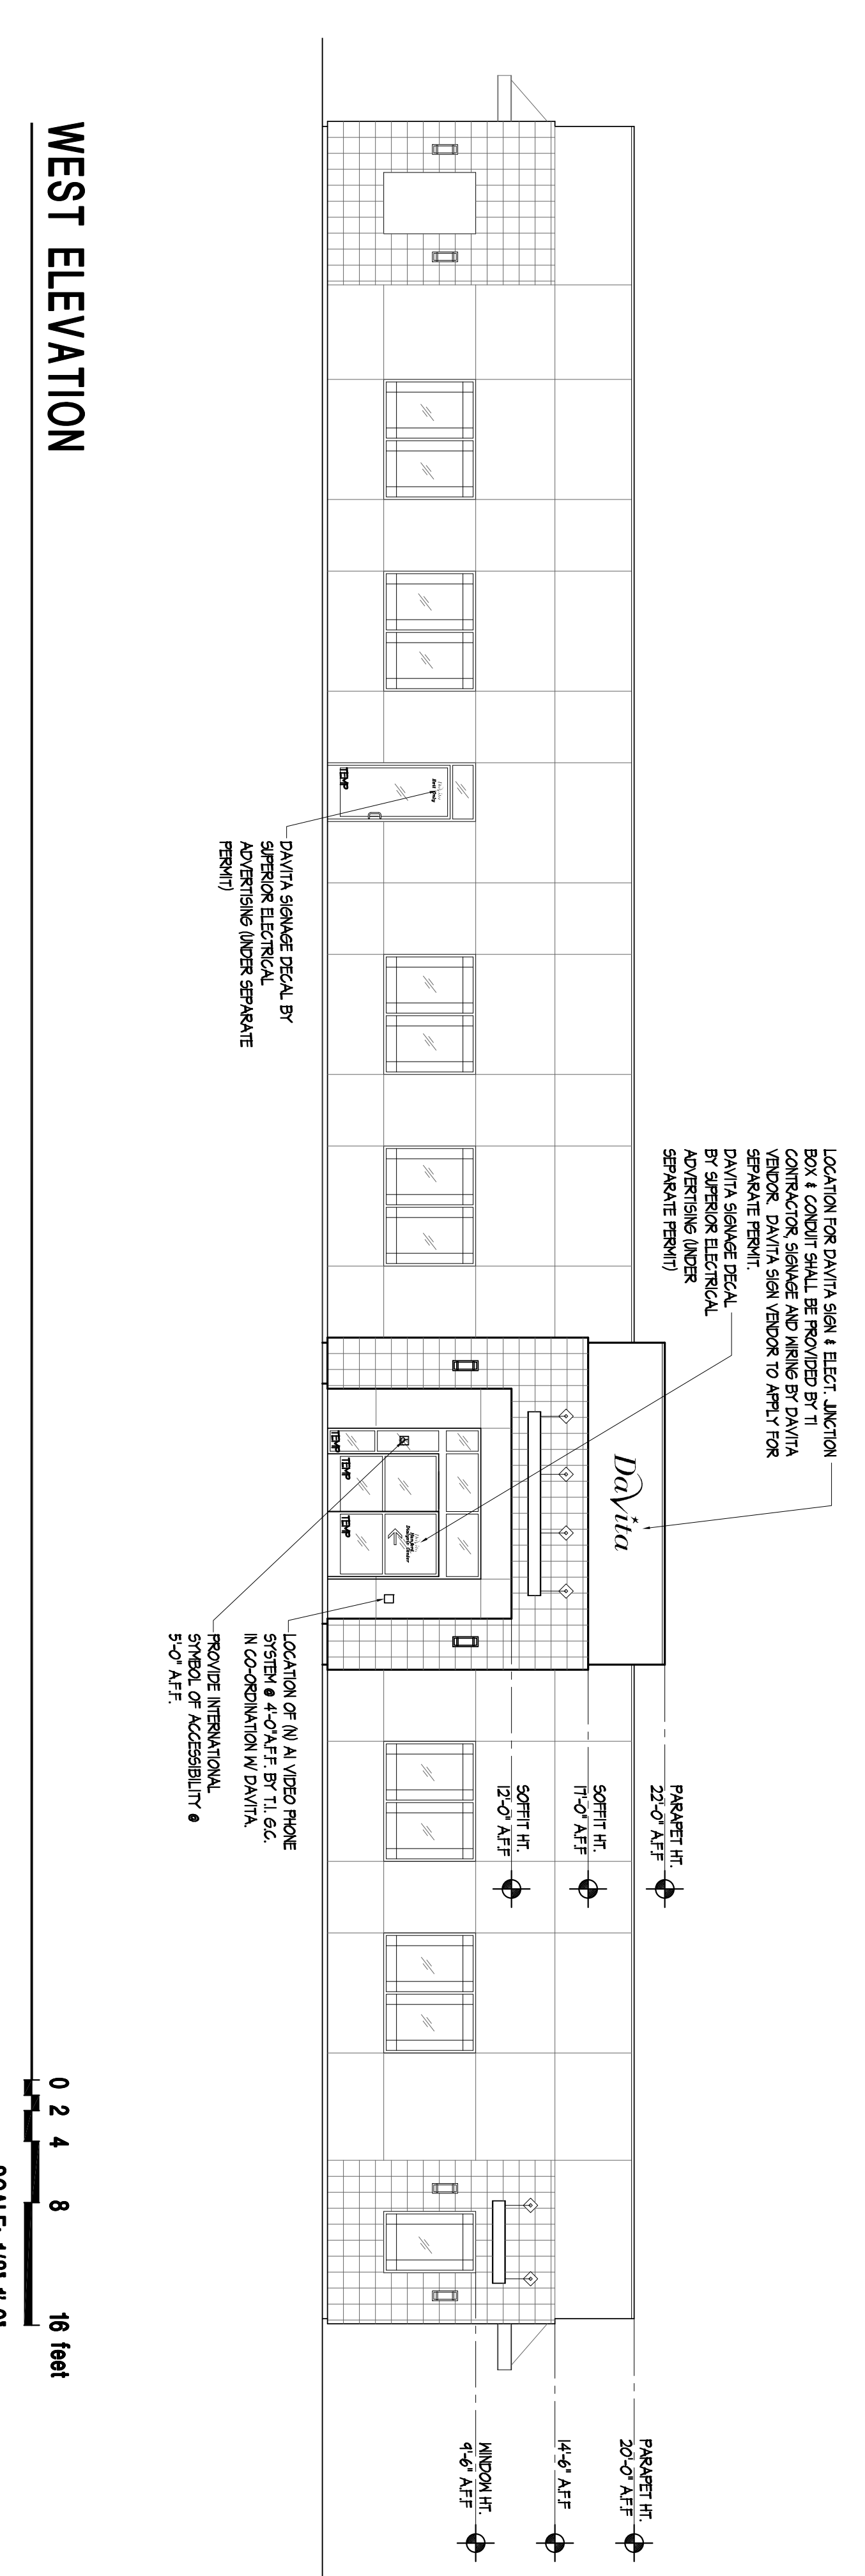 LOCATION FOR DAVITA SIGN & ELECT. JUNCTION
BOX & CONDUIT SHALL BE PROVIDED BY TI
CONTRACTOR, SIGNAGE AND WIRING BY DAVITA
VENDOR. DAVITA SIGN VENDOR TO APPLY FOR
SEPARATE PERMIT.
DAVITA SIGNAGE DECAL
BY SUPERIOR ELECTRICAL
ADVERTISING (UNDER
SEPARATE PERMIT)
DaVita
PARAPET HT.
22'-0" A.F.F
SOFFIT HT.
17'-0" A.F.F
SOFFIT HT.
12'-0" A.F.F
PARAPET HT.
20'-0" A.F.F
14'-6" A.F.F
WINDOW HT.
9'-6" A.F.F
TEMP
TEMP
TEMP
TEMP
DAVITA SIGNAGE DECAL BY
SUPERIOR ELECTRICAL
ADVERTISING (UNDER SEPARATE
PERMIT)
LOCATION OF (N) AI VIDEO PHONE
SYSTEM @ 4'-0"A.F.F. BY T.I. G.C.
IN CO-ORDINATION W/ DAVITA.
PROVIDE INTERNATIONAL
SYMBOL OF ACCESSIBILITY @
5'-0" A.F.F.
WEST ELEVATION
0 2 4 8 16 feet